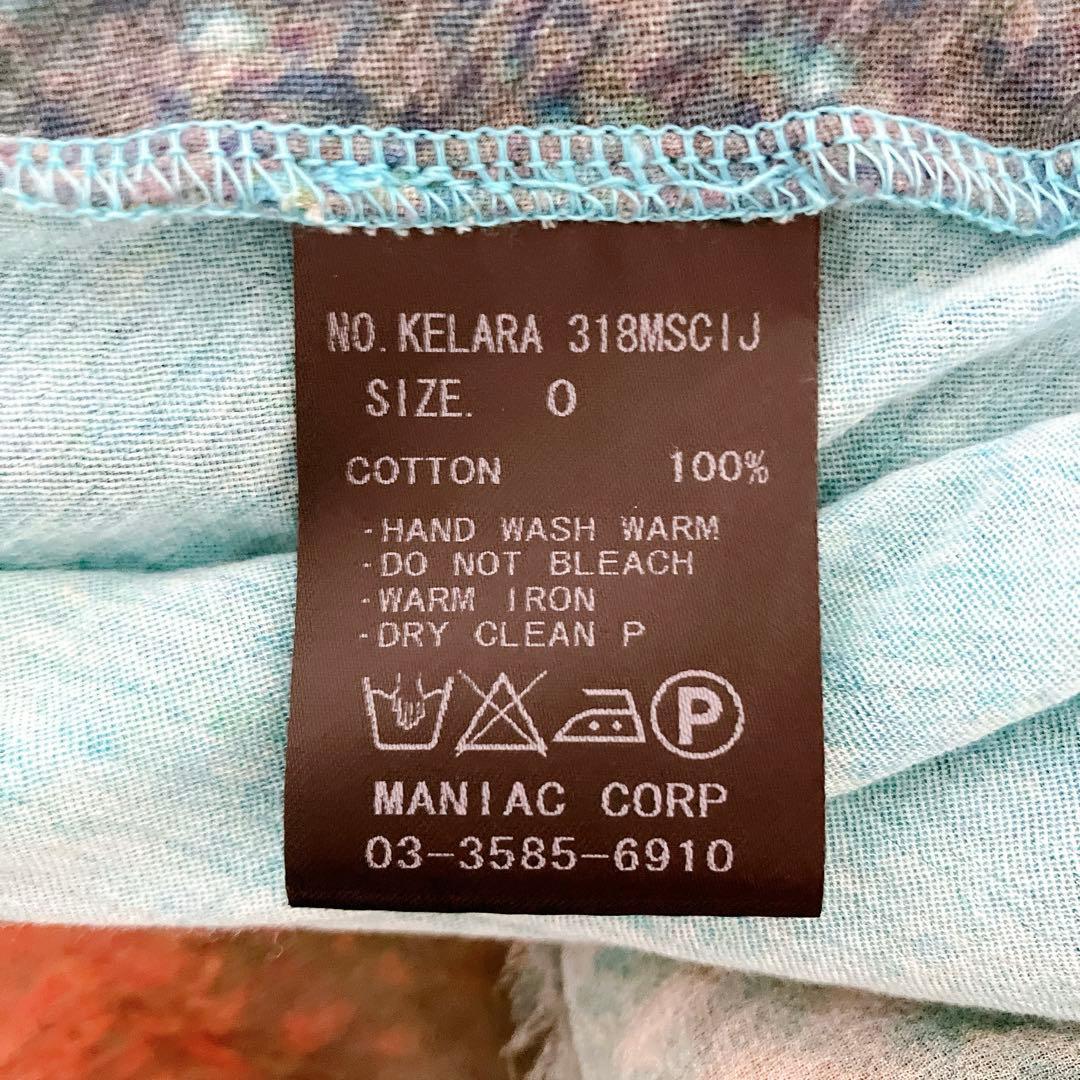 NO. KELARA 318MSCIJ
SIZE. 0
COTTON 100%
-HAND WASH WARM
-DO NOT BLEACH
-WARM IRON
-DRY CLEAN P
P
MANIAC CORP
03-3585-6910